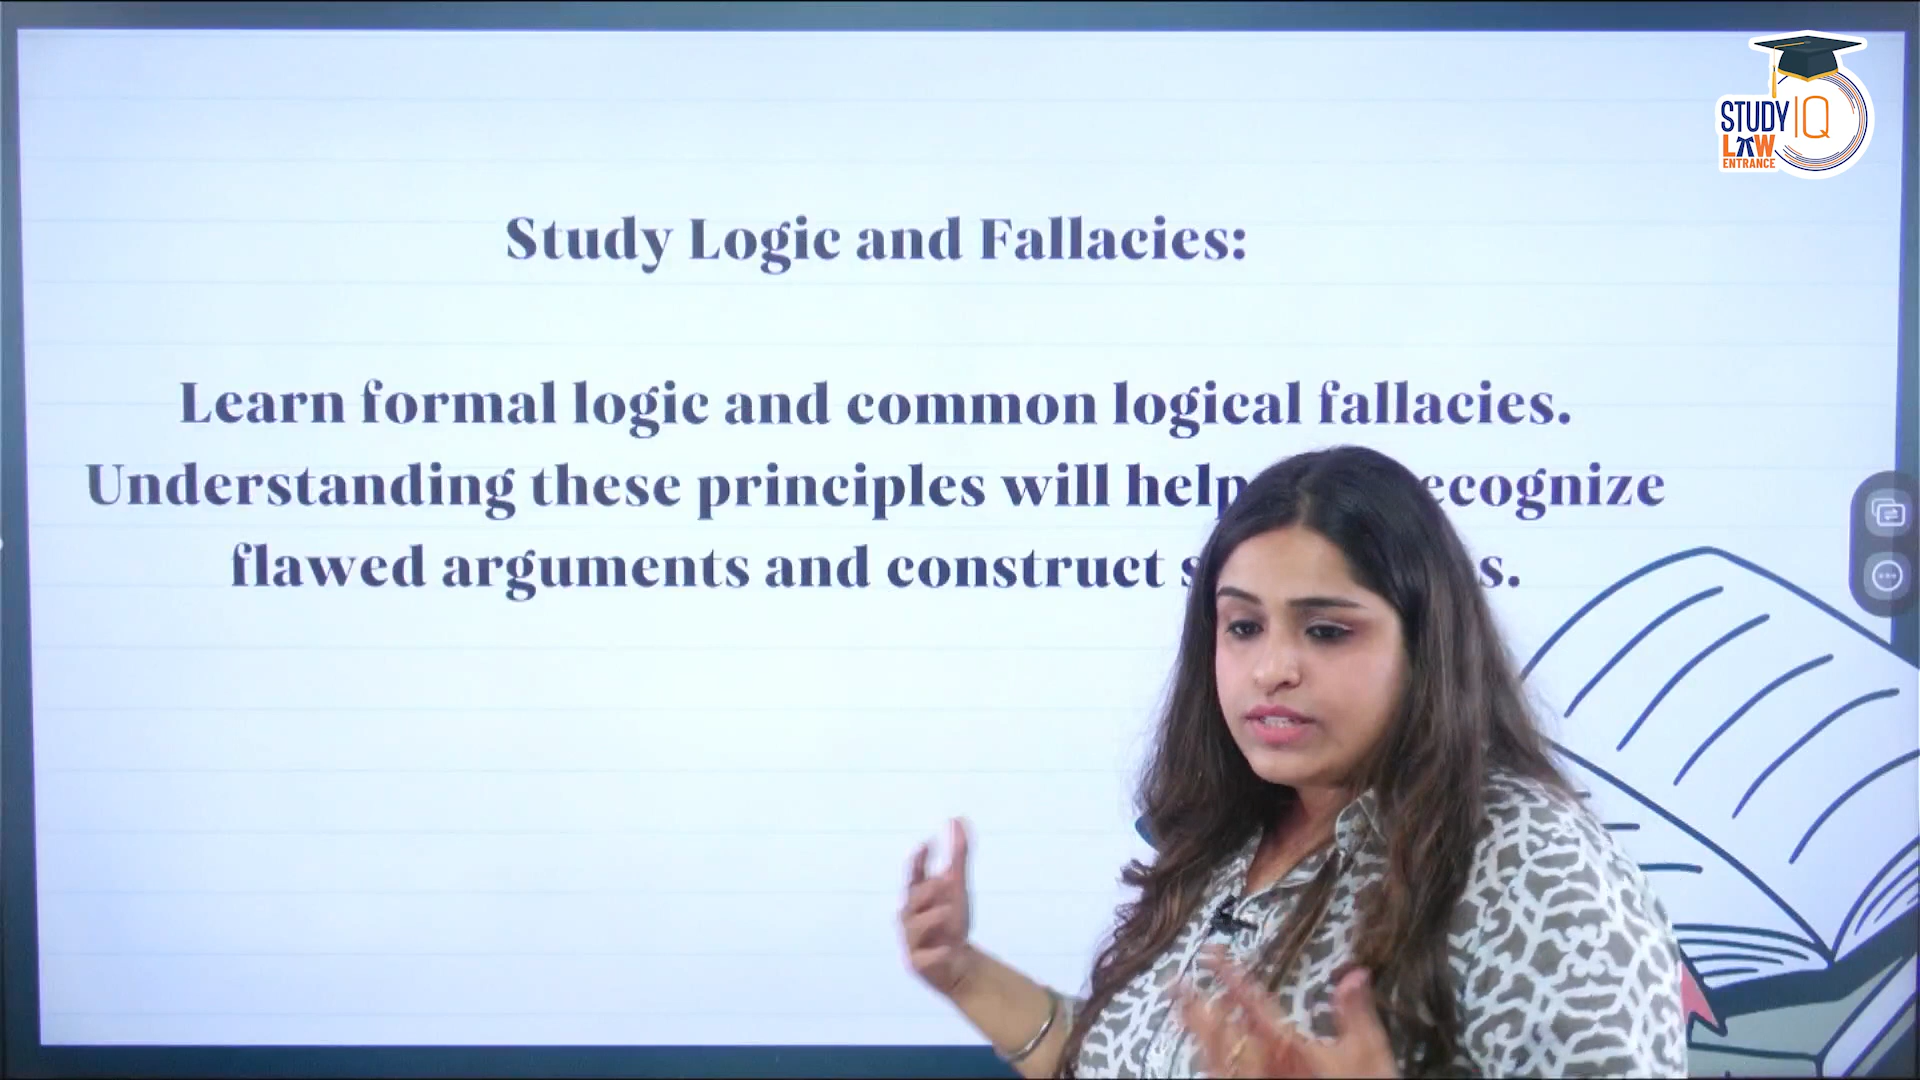 STUDY IQ
LAW
ENTRANCE
Study Logic and Fallacies:
Learn formal logic and common logical fallacies.
Understanding these principles will help recognize
flawed arguments and construct